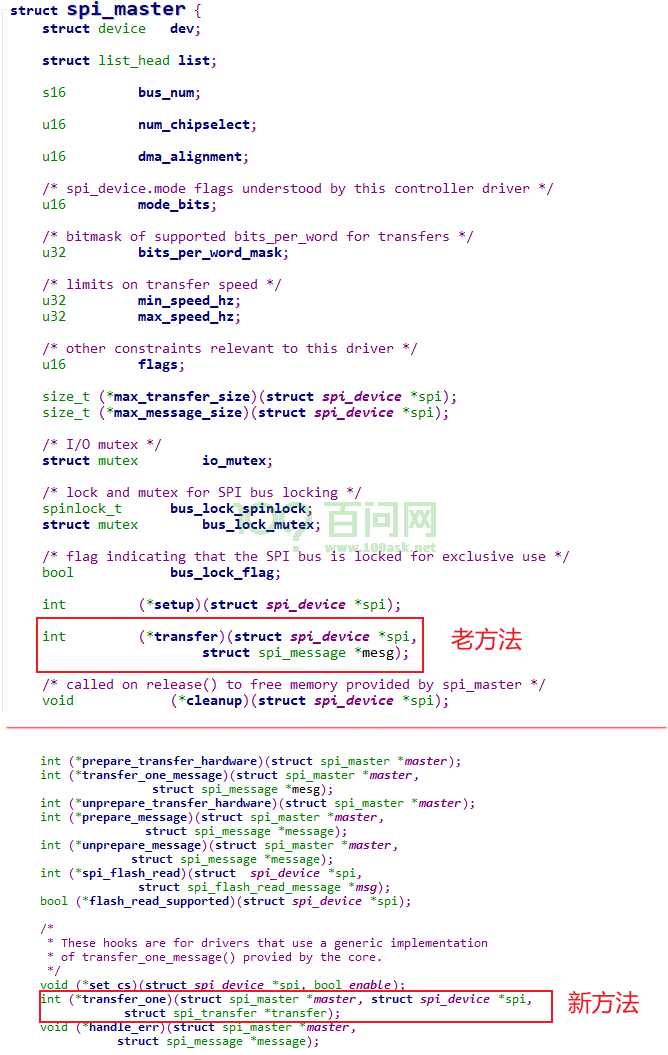 struct spi_master {
struct device dev;
struct list_head list;
s16 bus_num;
u16 num_chipselect;
u16 dma_alignment;
/* spi_device.mode flags understood by this controller driver */
u16 mode_bits;
/* bitmask of supported bits_per_word for transfers */
u32 bits_per_word_mask;
/* limits on transfer speed */
u32 min_speed_hz;
u32 max_speed_hz;
/* other constraints relevant to this driver */
u16 flags;
size_t (*max_transfer_size)(struct spi_device *spi);
size_t (*max_message_size)(struct spi_device *spi);
/* I/O mutex */
struct mutex io_mutex;
/* lock and mutex for SPI bus locking */
spinlock_t bus_lock_spinlock;
struct mutex bus_lock_mutex;
百问网
www.100ask.net
/* flag indicating that the SPI bus is locked for exclusive use */
bool bus_lock_flag;
int (*setup)(struct spi_device *spi);
int (*transfer)(struct spi_device *spi,
struct spi_message *mesg);
老方法
/* called on release() to free memory provided by spi_master */
void (*cleanup)(struct spi_device *spi);
int (*prepare_transfer_hardware)(struct spi_master *master);
int (*transfer_one_message)(struct spi_master *master,
struct spi_message *mesg);
int (*unprepare_transfer_hardware)(struct spi_master *master);
int (*prepare_message)(struct spi_master *master,
struct spi_message *message);
int (*unprepare_message)(struct spi_master *master,
struct spi_message *message);
int (*spi_flash_read)(struct spi_device *spi,
struct spi_flash_read_message *msg);
bool (*flash_read_supported)(struct spi_device *spi);
/*
* These hooks are for drivers that use a generic implementation
* of transfer_one_message() provied by the core.
*/
void (*set_cs)(struct spi_device *spi, bool enable);
int (*transfer_one)(struct spi_master *master, struct spi_device *spi,
struct spi_transfer *transfer);
新方法
void (*handle_err)(struct spi_master *master,
struct spi_message *message);